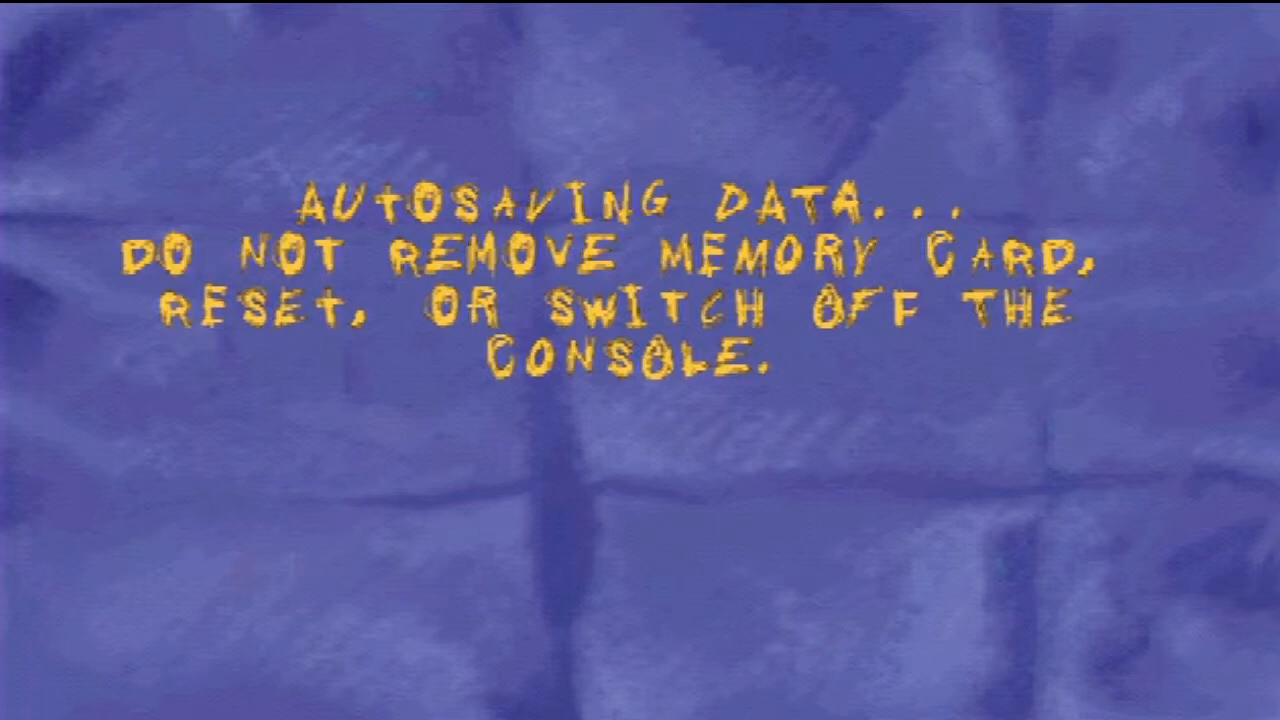 AUTOSAVING DATA...
DO NOT REMOVE MEMORY CARD,
RESET, OR SWITCH OFF THE
CONSOLE.